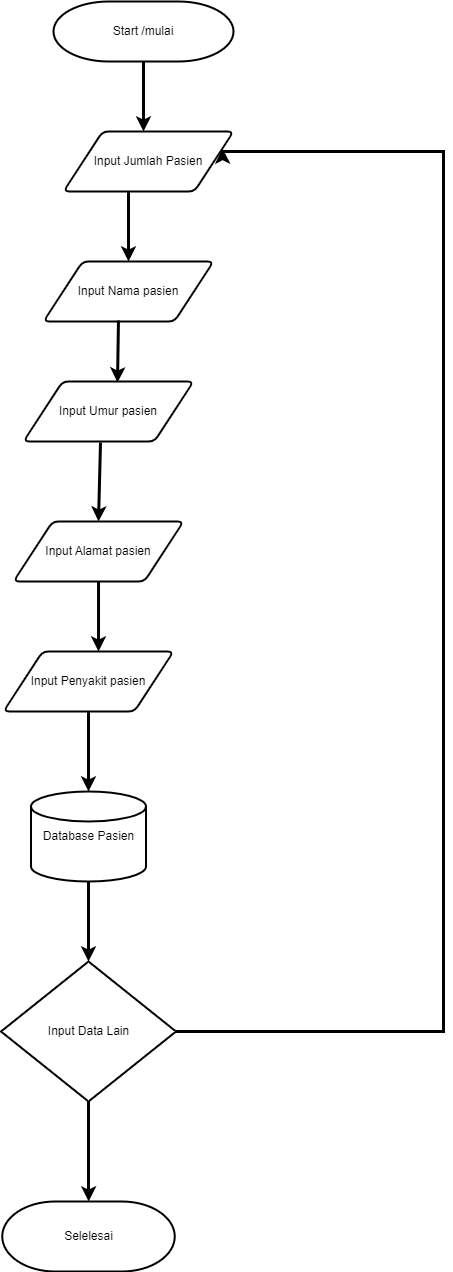 Start /mulai
Input Jumlah Pasien
Input Nama pasien
Input Umur pasien
Input Alamat pasien
Input Penyakit pasien
Database Pasien
Input Data Lain
Selelesai